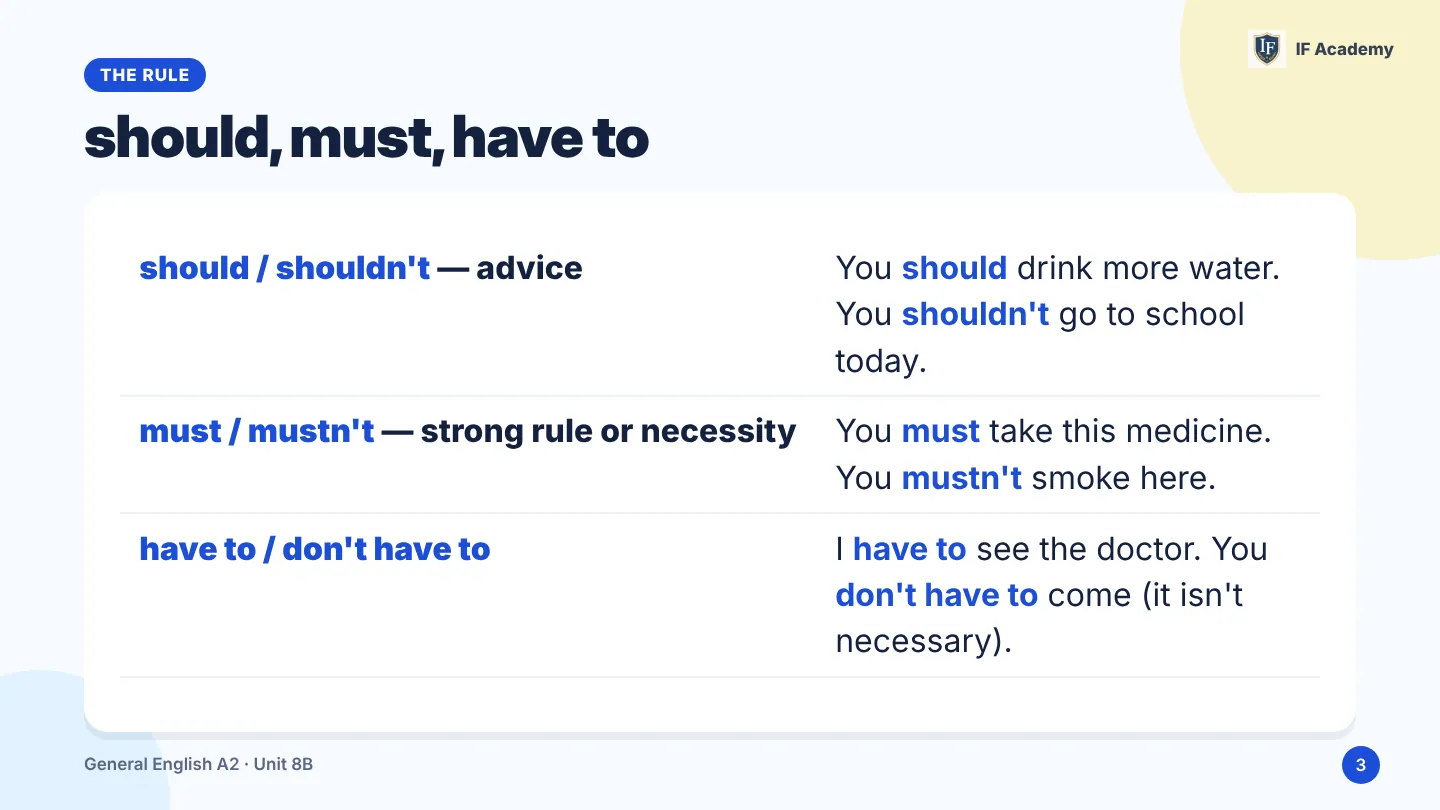 IF Academy
THE RULE
should, must, have to
should / shouldn't — advice
You should drink more water.
You shouldn't go to school
today.
must / mustn't — strong rule or necessity
You must take this medicine.
You mustn't smoke here.
have to / don't have to
I have to see the doctor. You
don't have to come (it isn't
necessary).
General English A2 · Unit 8B
3